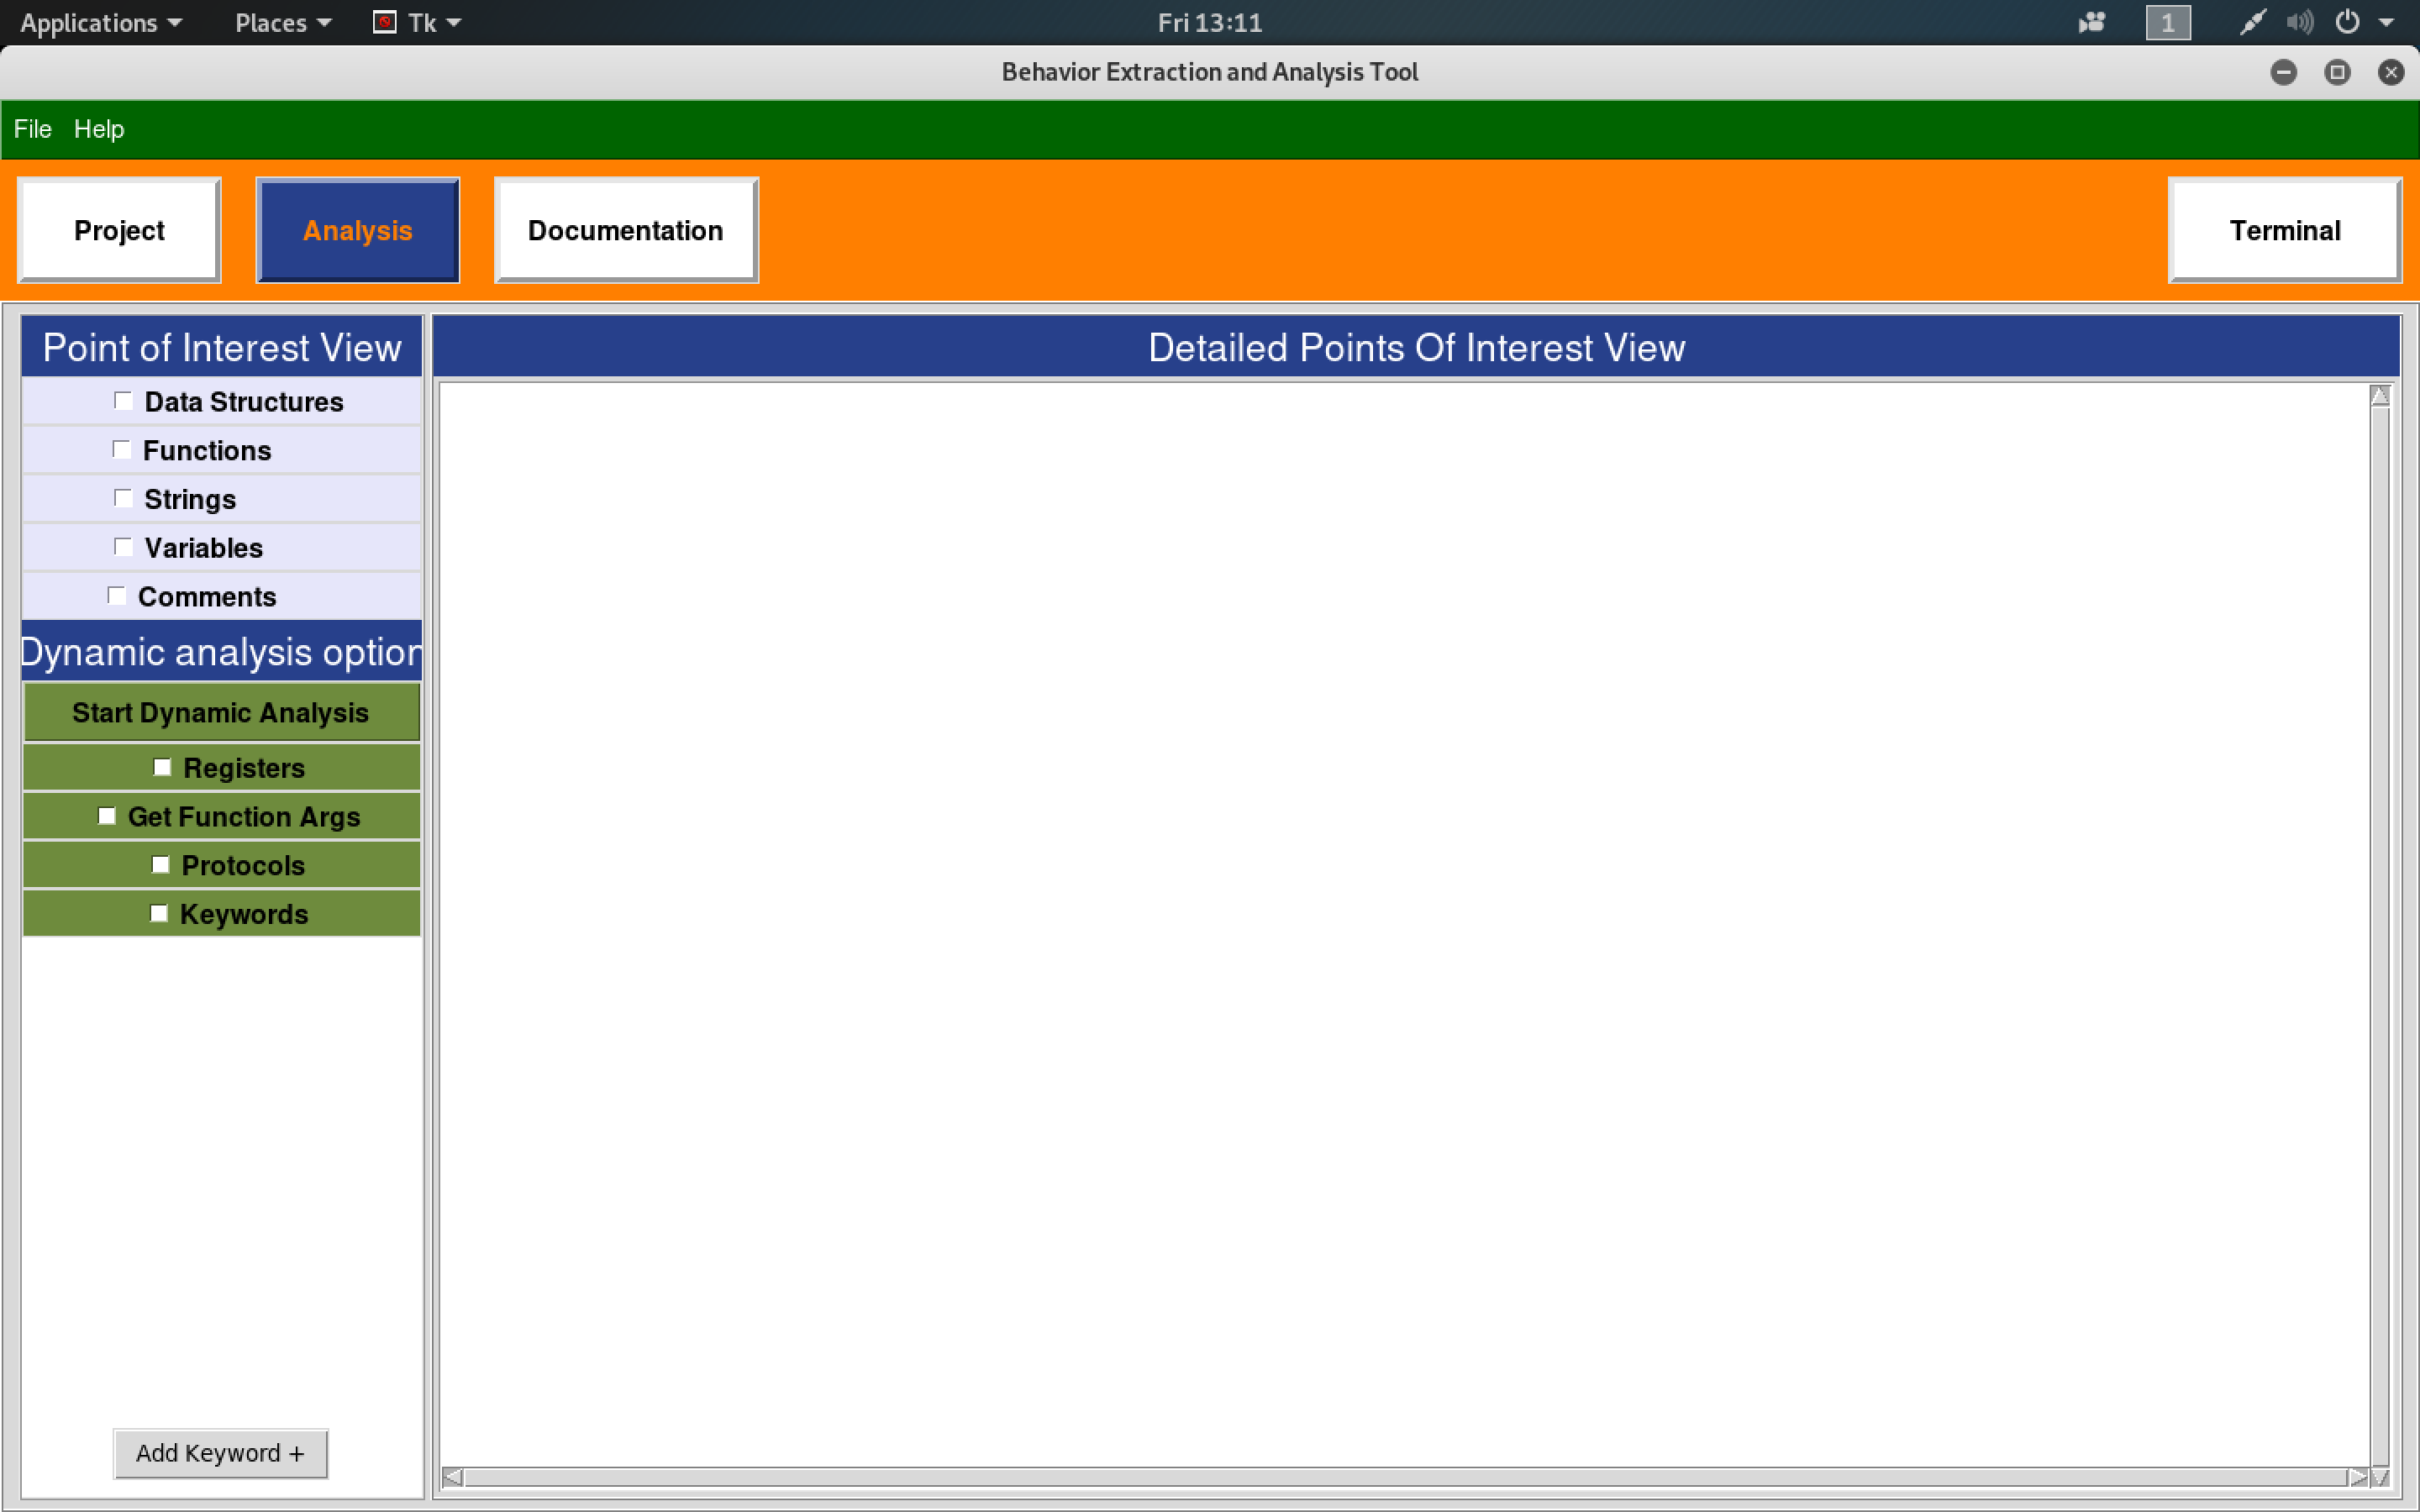 Applications Places Tk Fri 13:11 1
Behavior Extraction and Analysis Tool
File Help
Project Analysis Documentation Terminal
Point of Interest View
Detailed Points Of Interest View
Data Structures
Functions
Strings
Variables
Comments
Dynamic analysis option
Start Dynamic Analysis
Registers
Get Function Args
Protocols
Keywords
Add Keyword +